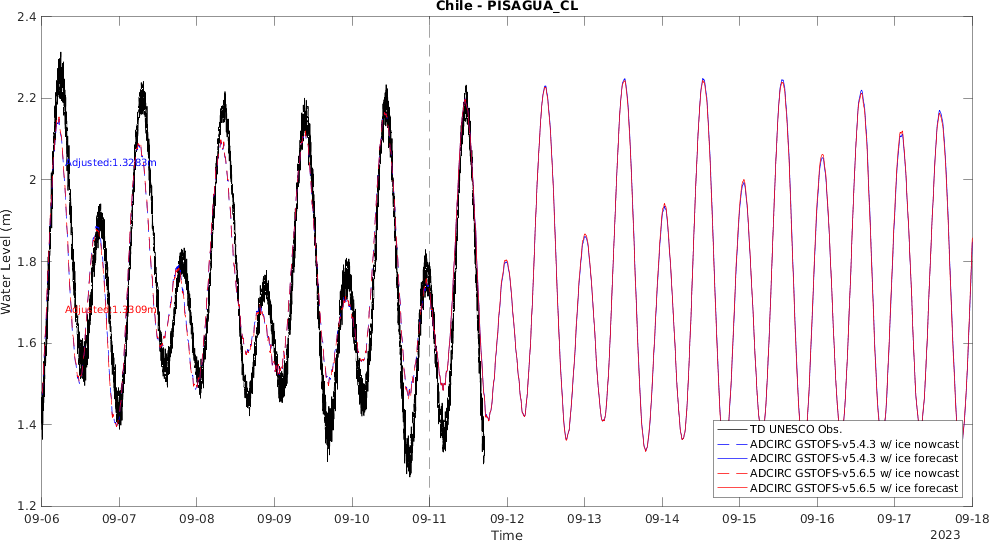 Chile - PISAGUA_CL
Water Level (m)
2.4
2.2
2
1.8
1.6
1.4
1.2
Adjusted:1.3283m
Adjusted:1.3309m
TD UNESCO Obs.
ADCIRC GSTOFS-v5.4.3 w/ ice nowcast
ADCIRC GSTOFS-v5.4.3 w/ ice forecast
ADCIRC GSTOFS-v5.6.5 w/ ice nowcast
ADCIRC GSTOFS-v5.6.5 w/ ice forecast
09-06 09-07 09-08 09-09 09-10 09-11 09-12 09-13 09-14 09-15 09-16 09-17 09-18
Time
2023